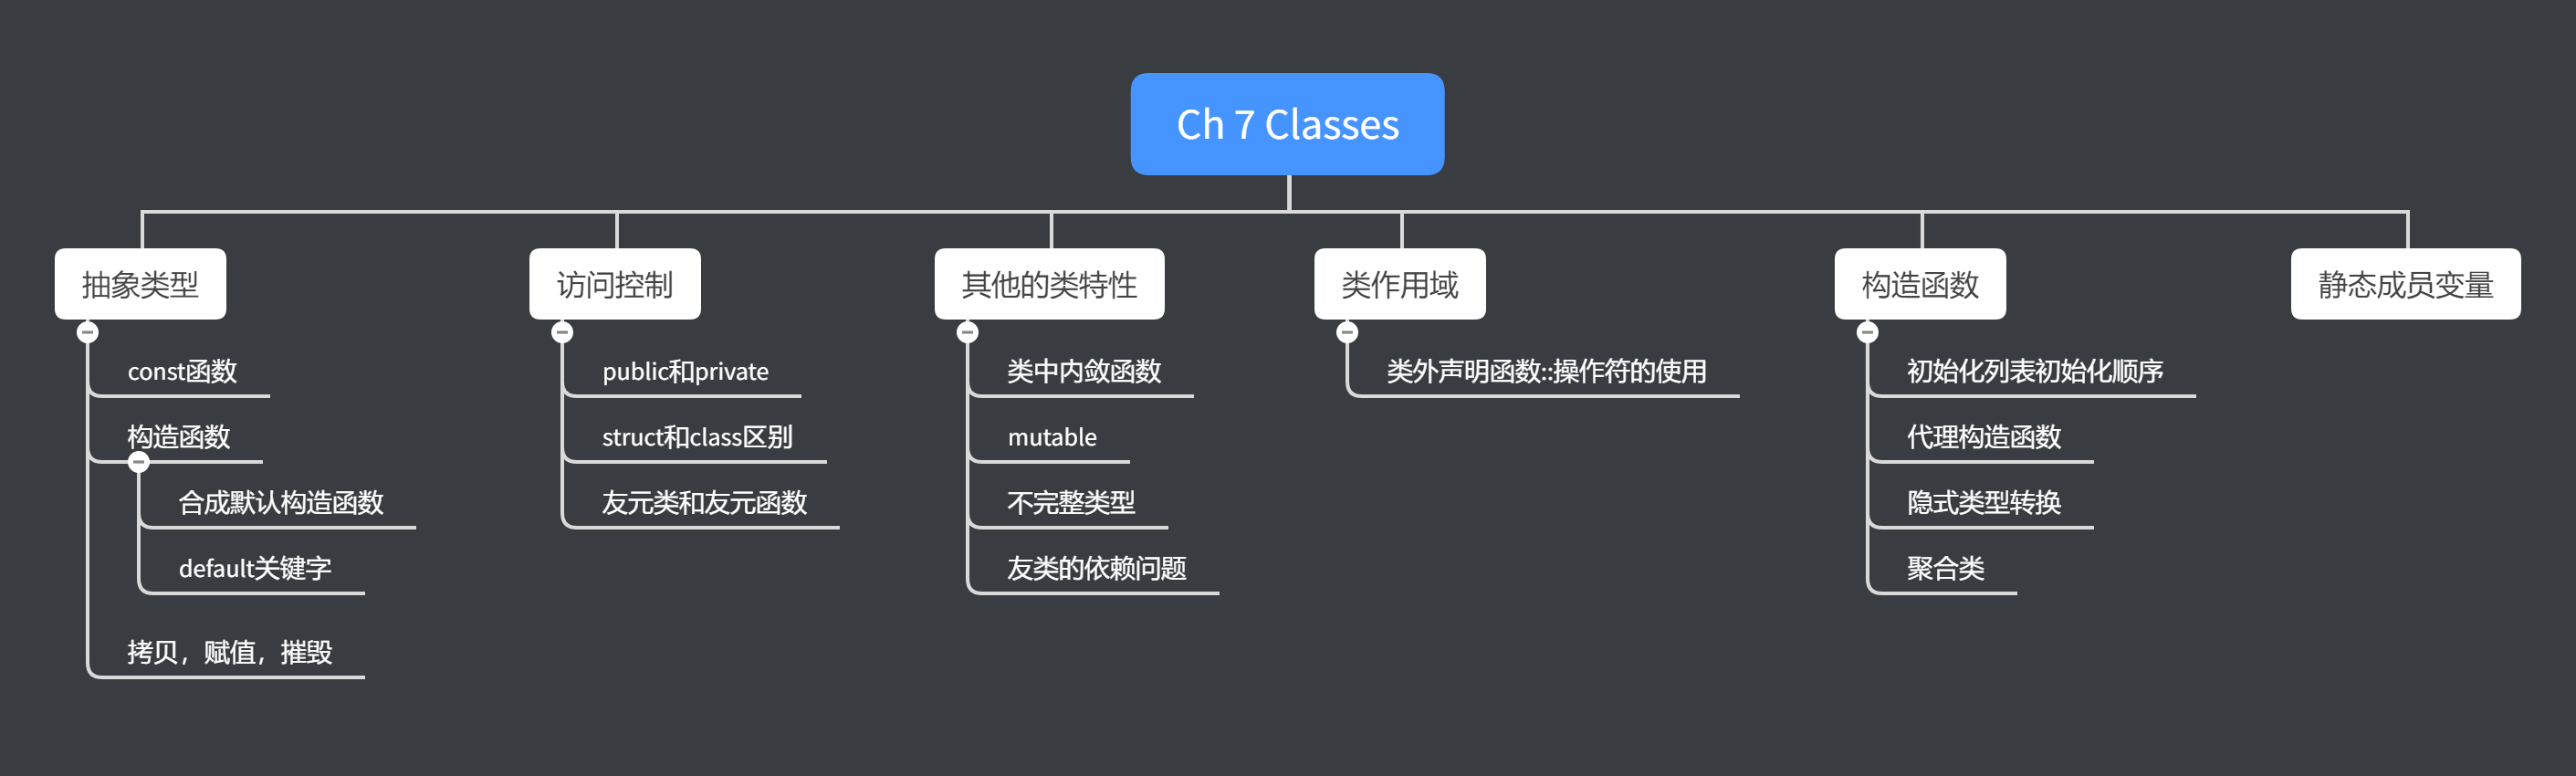 Ch 7 Classes
抽象类型
const函数
构造函数
合成默认构造函数
default关键字
拷贝，赋值，摧毁
访问控制
public和private
struct和class区别
友元类和友元函数
其他的类特性
类中内敛函数
mutable
不完整类型
友类的依赖问题
类作用域
类外声明函数::操作符的使用
构造函数
初始化列表初始化顺序
代理构造函数
隐式类型转换
聚合类
静态成员变量